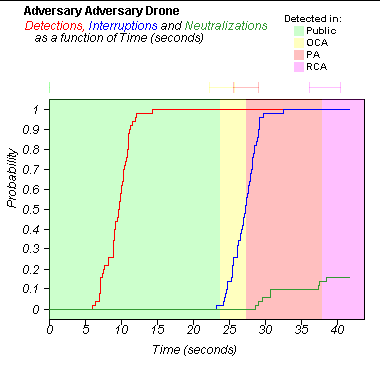 Adversary Adversary Drone
Detections, Interruptions and Neutralizations
as a function of Time (seconds)
Detected in:
Public
OCA
PA
RCA
Probability
1
0.9
0.8
0.7
0.6
0.5
0.4
0.3
0.2
0.1
0
0 5 10 15 20 25 30 35 40
Time (seconds)